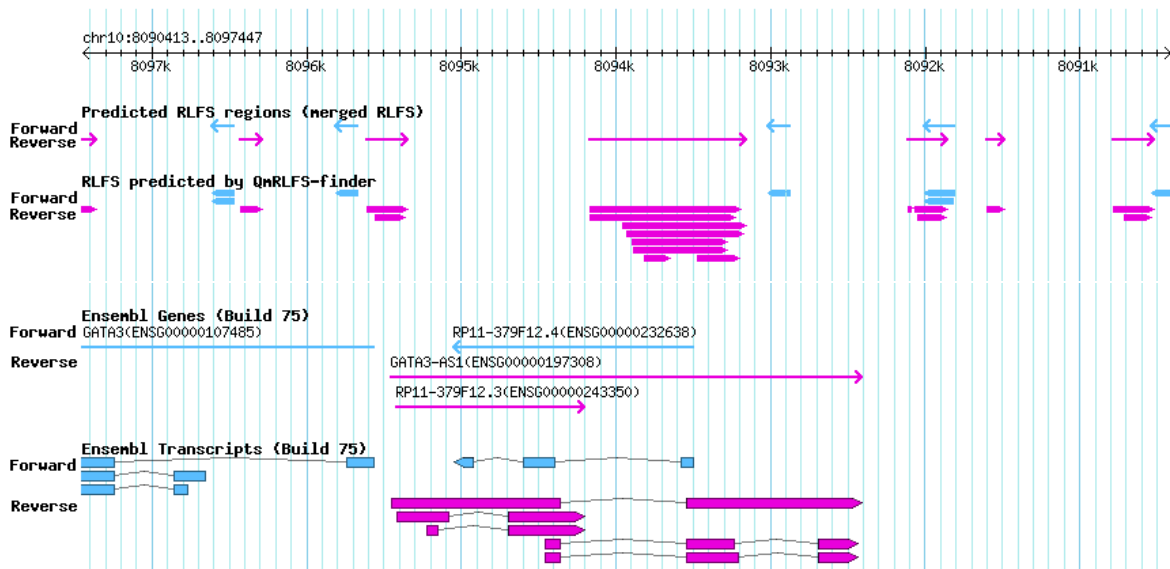 chr10:8090413..8097447
8097k 8096k 8095k 8094k 8093k 8092k 8091k
Predicted RLFS regions (merged RLFS)
Forward
Reverse
RLFS predicted by QmRLFS-finder
Forward
Reverse
Ensembl Genes (Build 75)
Forward GATA3(ENSG00000107485) RP11-379F12.4(ENSG00000232638)
Reverse GATA3-AS1(ENSG00000197308)
RP11-379F12.3(ENSG00000243350)
Ensembl Transcripts (Build 75)
Forward
Reverse